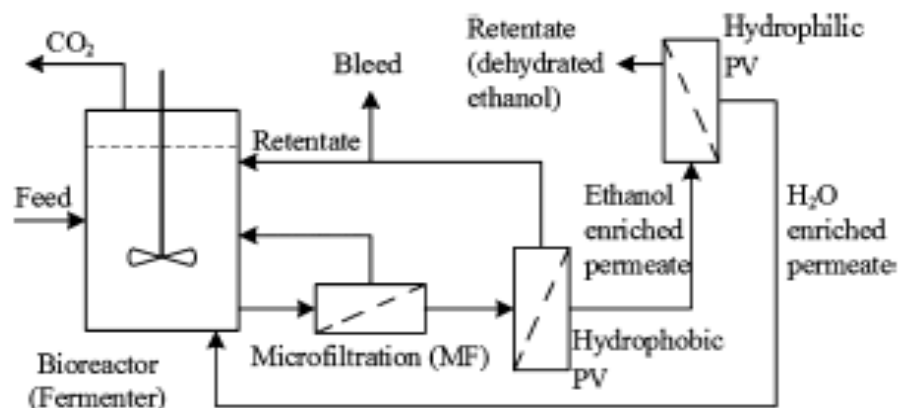 CO₂
Bleed
Retentate
(dehydrated
ethanol)
Hydrophilic
PV
Retentate
Feed
Ethanol
enriched
permeate
H₂O
enriched
permeate
Microfiltration (MF)
Hydrophobic
PV
Bioreactor
(Fermenter)